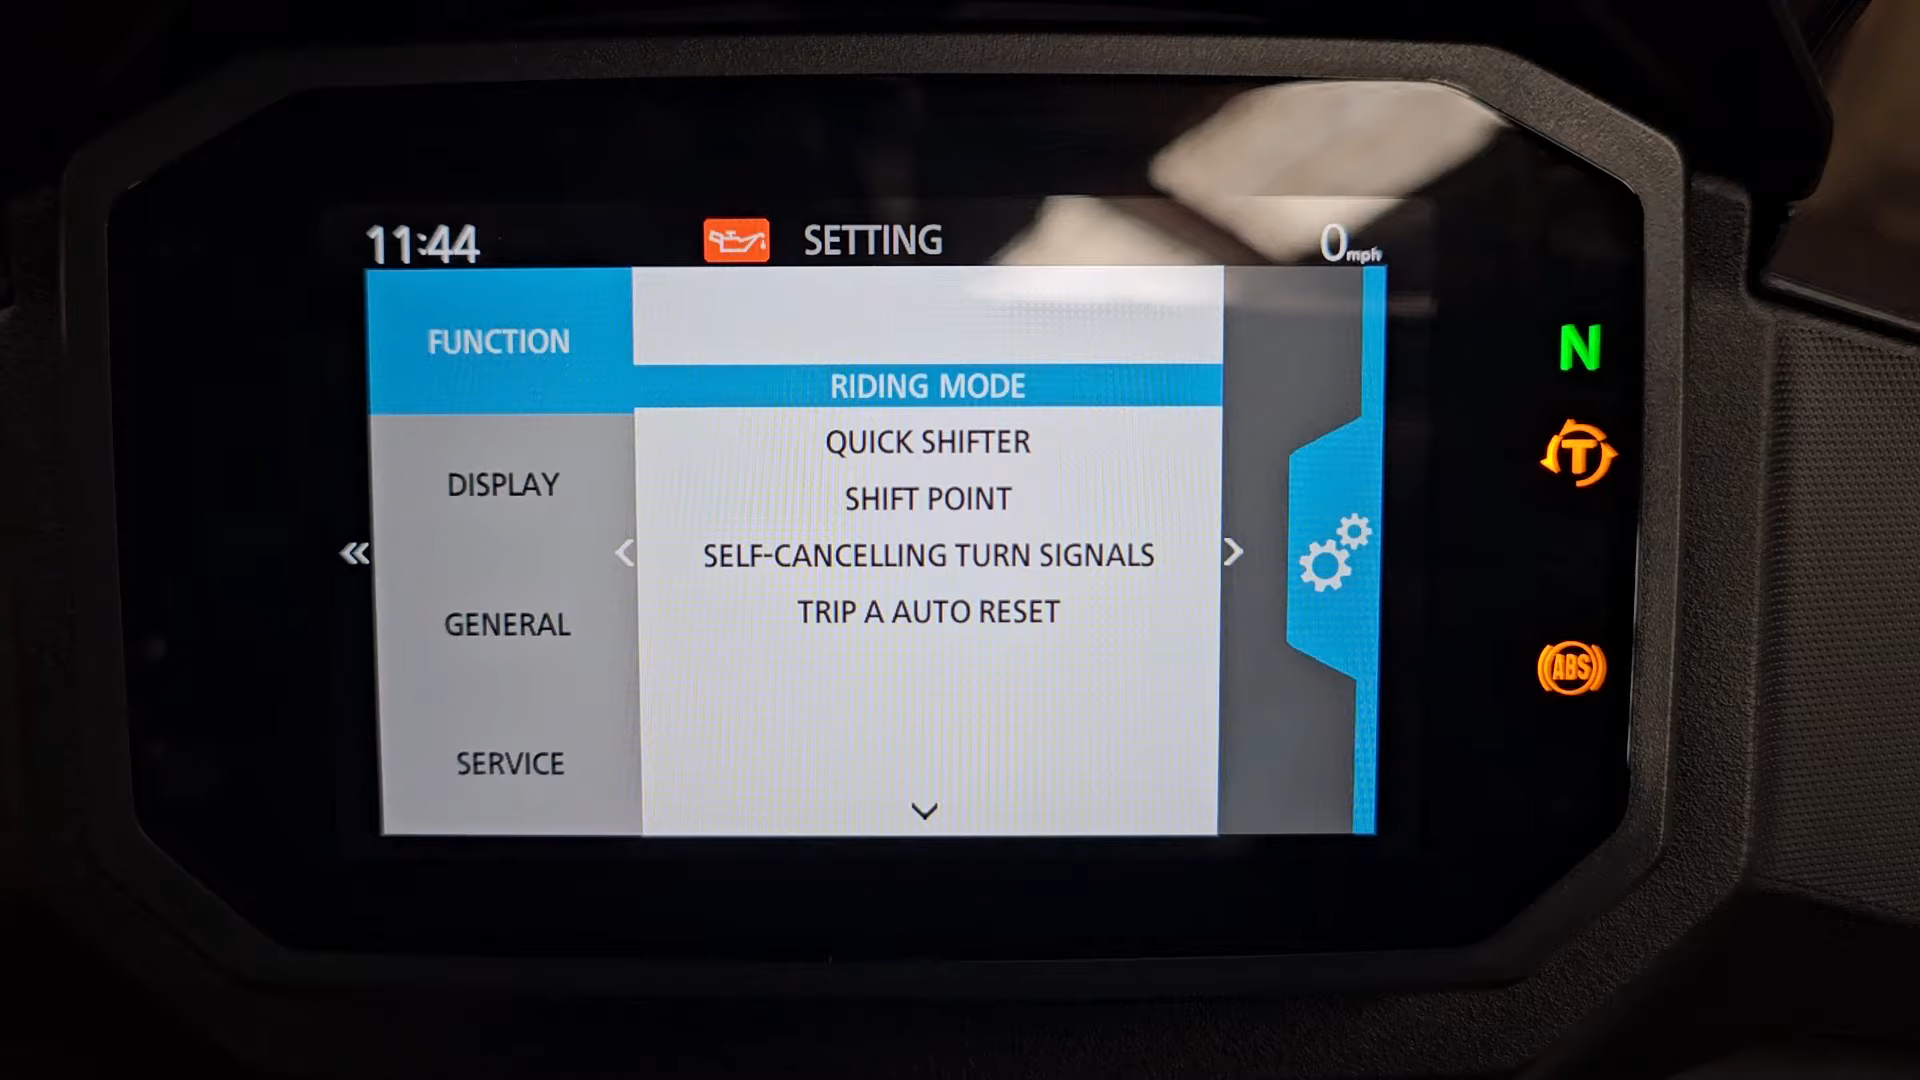 11:44 SETTING 0mph
FUNCTION
DISPLAY
GENERAL
SERVICE
RIDING MODE
QUICK SHIFTER
SHIFT POINT
SELF-CANCELLING TURN SIGNALS
TRIP A AUTO RESET
N
T
ABS